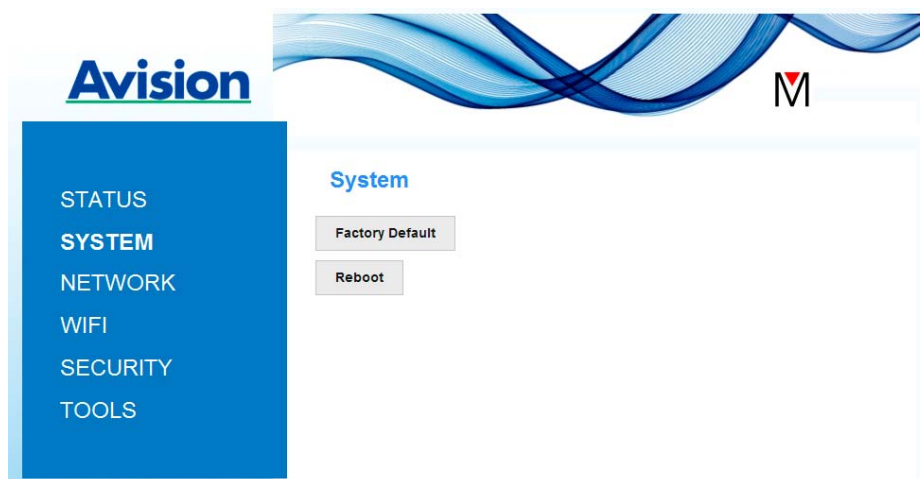 Avision
M
STATUS
SYSTEM
NETWORK
WIFI
SECURITY
TOOLS
System
Factory Default
Reboot